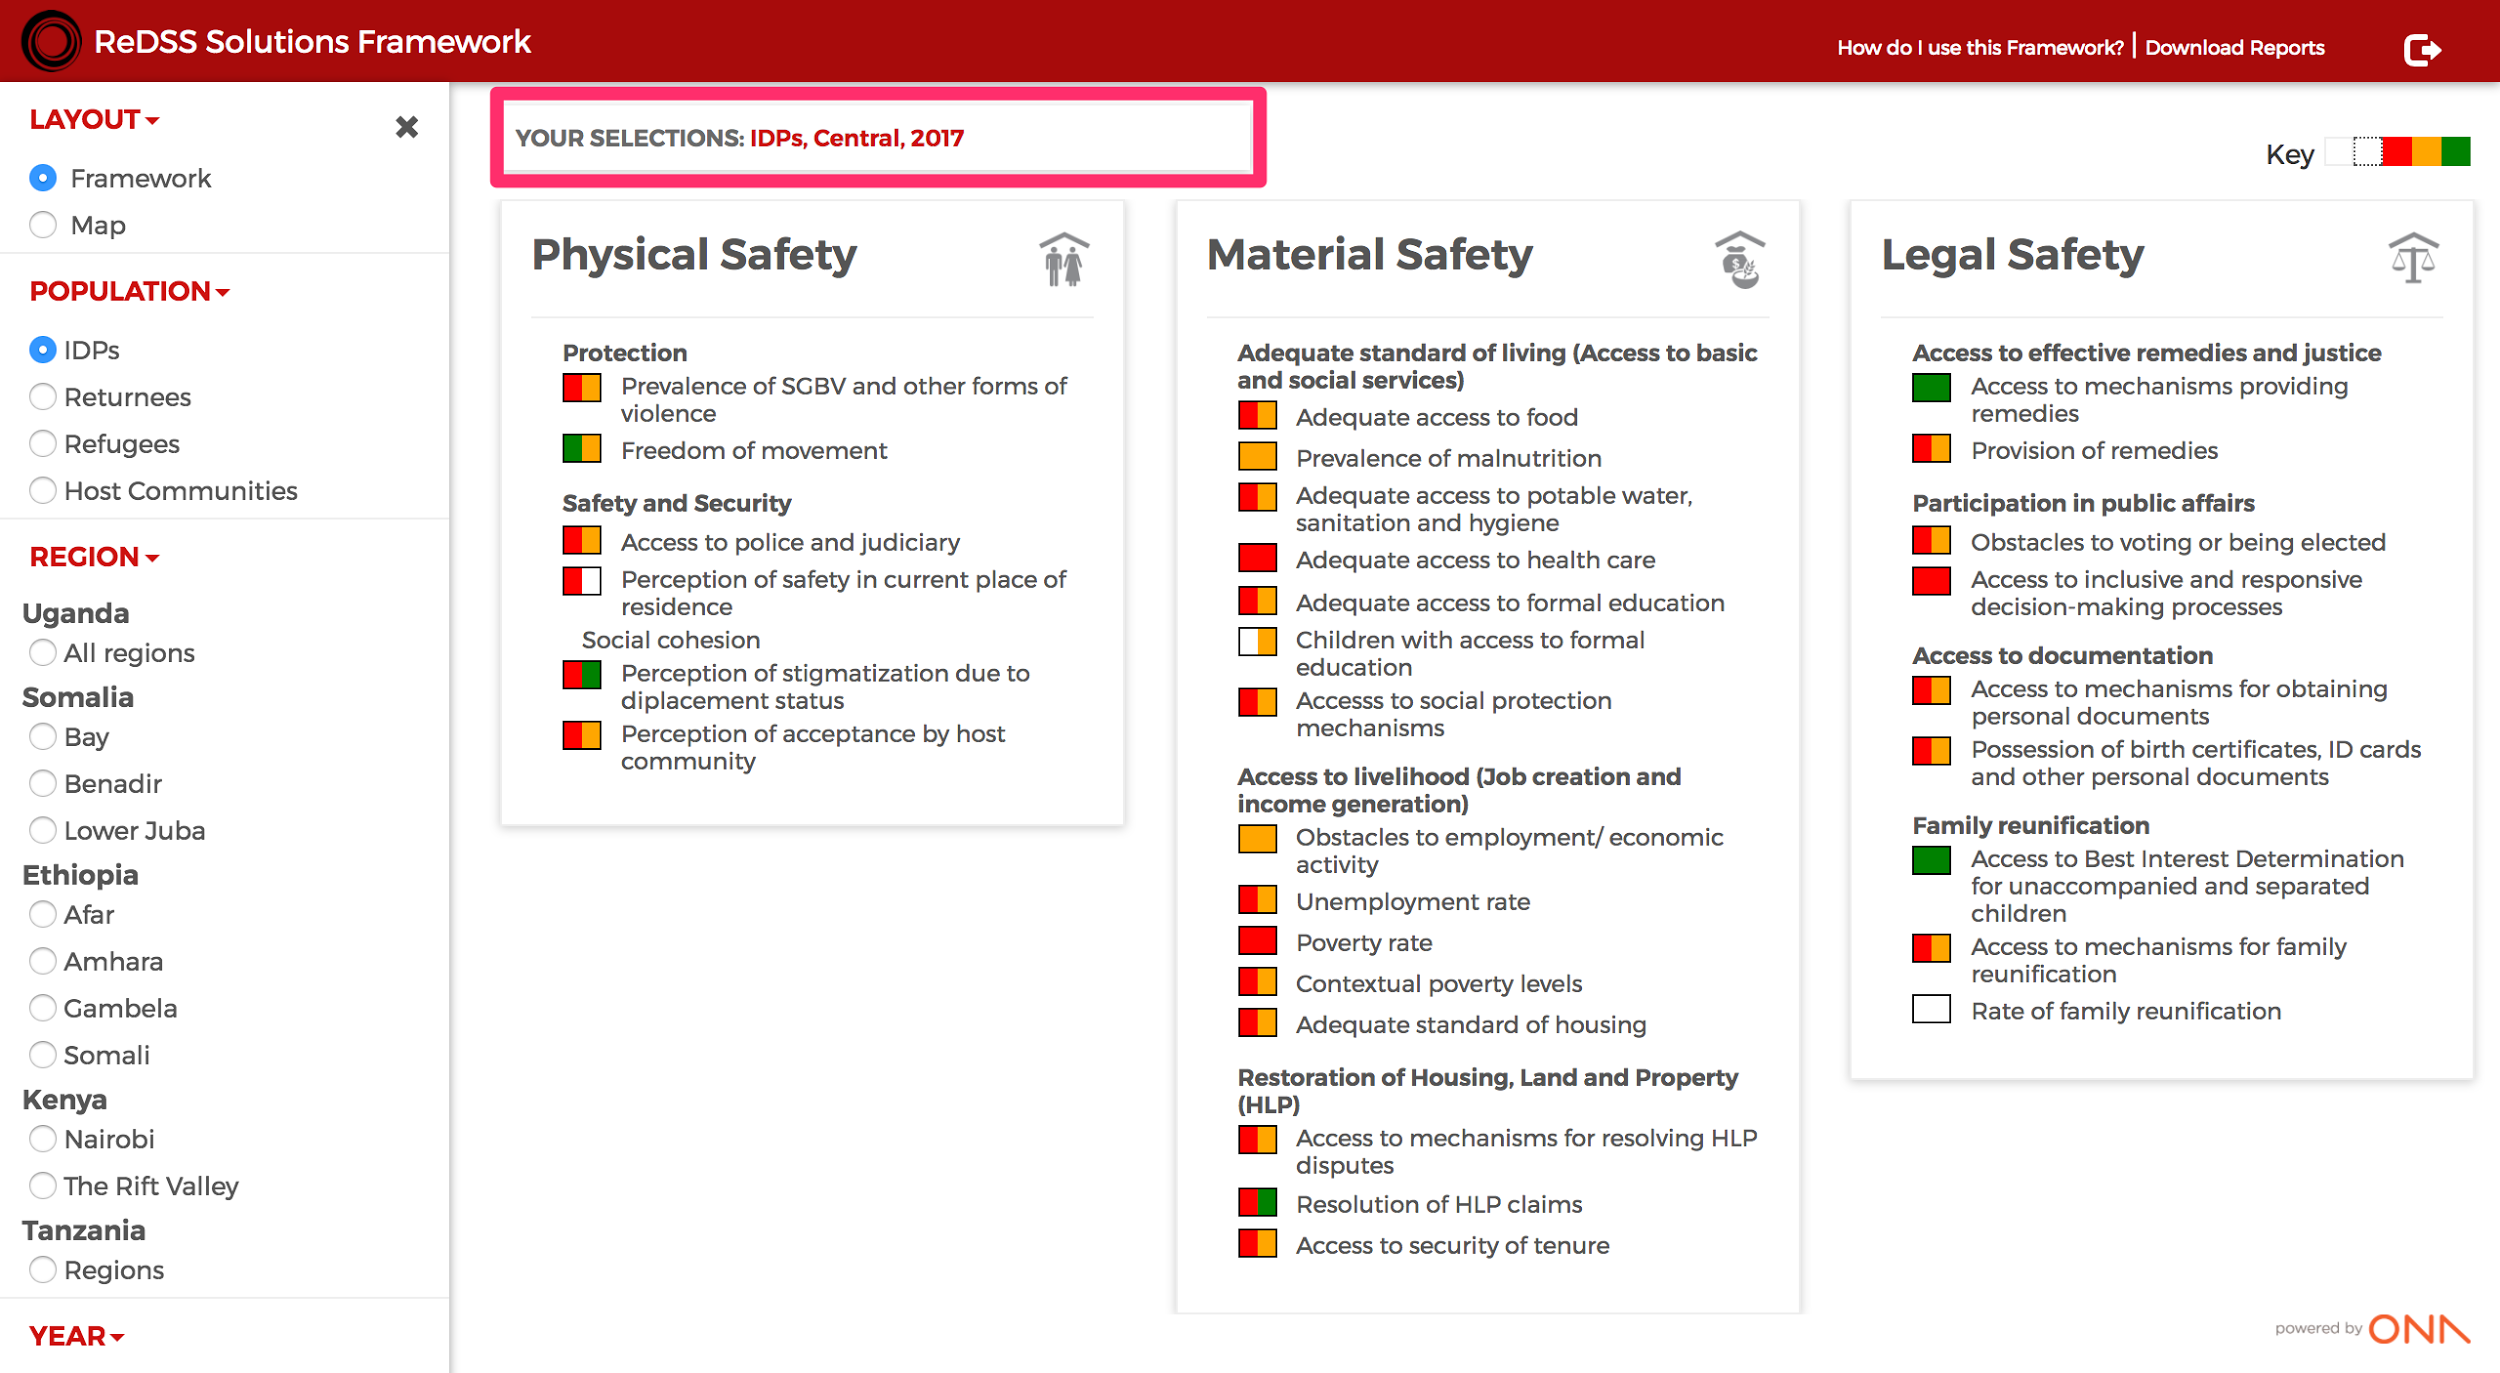 ReDSS Solutions Framework
How do I use this Framework? | Download Reports
LAYOUT
Framework
Map
POPULATION
IDPs
Returnees
Refugees
Host Communities
REGION
Uganda
All regions
Somalia
Bay
Benadir
Lower Juba
Ethiopia
Afar
Amhara
Gambela
Somali
Kenya
Nairobi
The Rift Valley
Tanzania
Regions
YEAR
YOUR SELECTIONS: IDPs, Central, 2017
Key
Physical Safety
Protection
Prevalence of SGBV and other forms of
violence
Freedom of movement
Safety and Security
Access to police and judiciary
Perception of safety in current place of
residence
Social cohesion
Perception of stigmatization due to
diplacement status
Perception of acceptance by host
community
Material Safety
Adequate standard of living (Access to basic
and social services)
Adequate access to food
Prevalence of malnutrition
Adequate access to potable water,
sanitation and hygiene
Adequate access to health care
Adequate access to formal education
Children with access to formal
education
Accesss to social protection
mechanisms
Access to livelihood (Job creation and
income generation)
Obstacles to employment/ economic
activity
Unemployment rate
Poverty rate
Contextual poverty levels
Adequate standard of housing
Restoration of Housing, Land and Property
(HLP)
Access to mechanisms for resolving HLP
disputes
Resolution of HLP claims
Access to security of tenure
Legal Safety
Access to effective remedies and justice
Access to mechanisms providing
remedies
Provision of remedies
Participation in public affairs
Obstacles to voting or being elected
Access to inclusive and responsive
decision-making processes
Access to documentation
Access to mechanisms for obtaining
personal documents
Possession of birth certificates, ID cards
and other personal documents
Family reunification
Access to Best Interest Determination
for unaccompanied and separated
children
Access to mechanisms for family
reunification
Rate of family reunification
powered by ONA